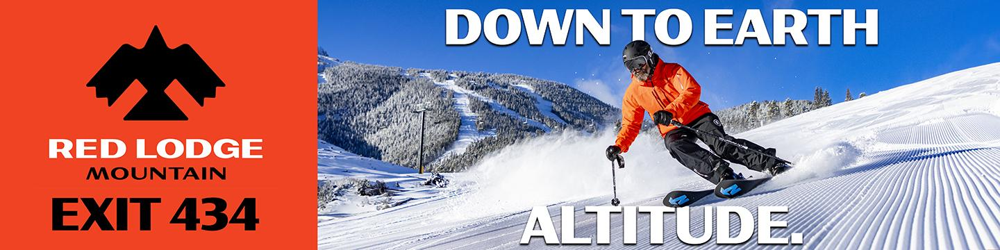 RED LODGE
MOUNTAIN
EXIT 434
DOWN TO EARTH
ALTITUDE.